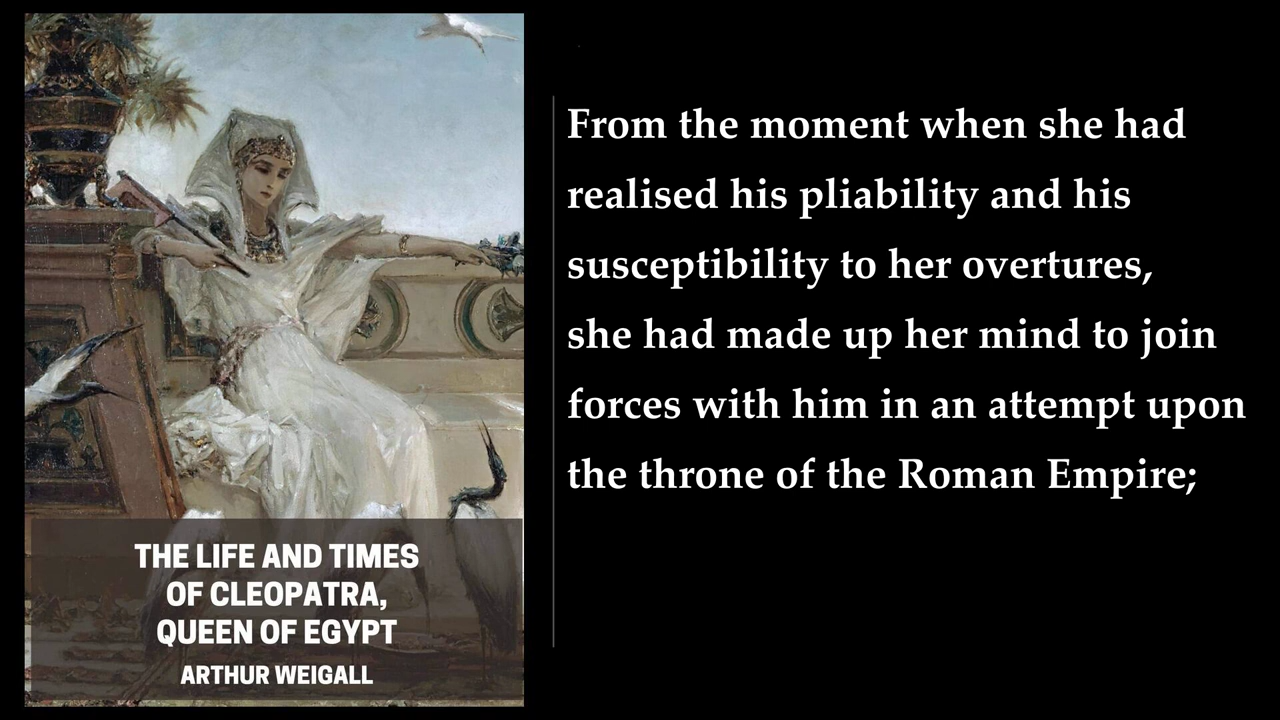 From the moment when she had
realised his pliability and his
susceptibility to her overtures,
she had made up her mind to join
forces with him in an attempt upon
the throne of the Roman Empire;
THE LIFE AND TIMES
OF CLEOPATRA,
QUEEN OF EGYPT
ARTHUR WEIGALL